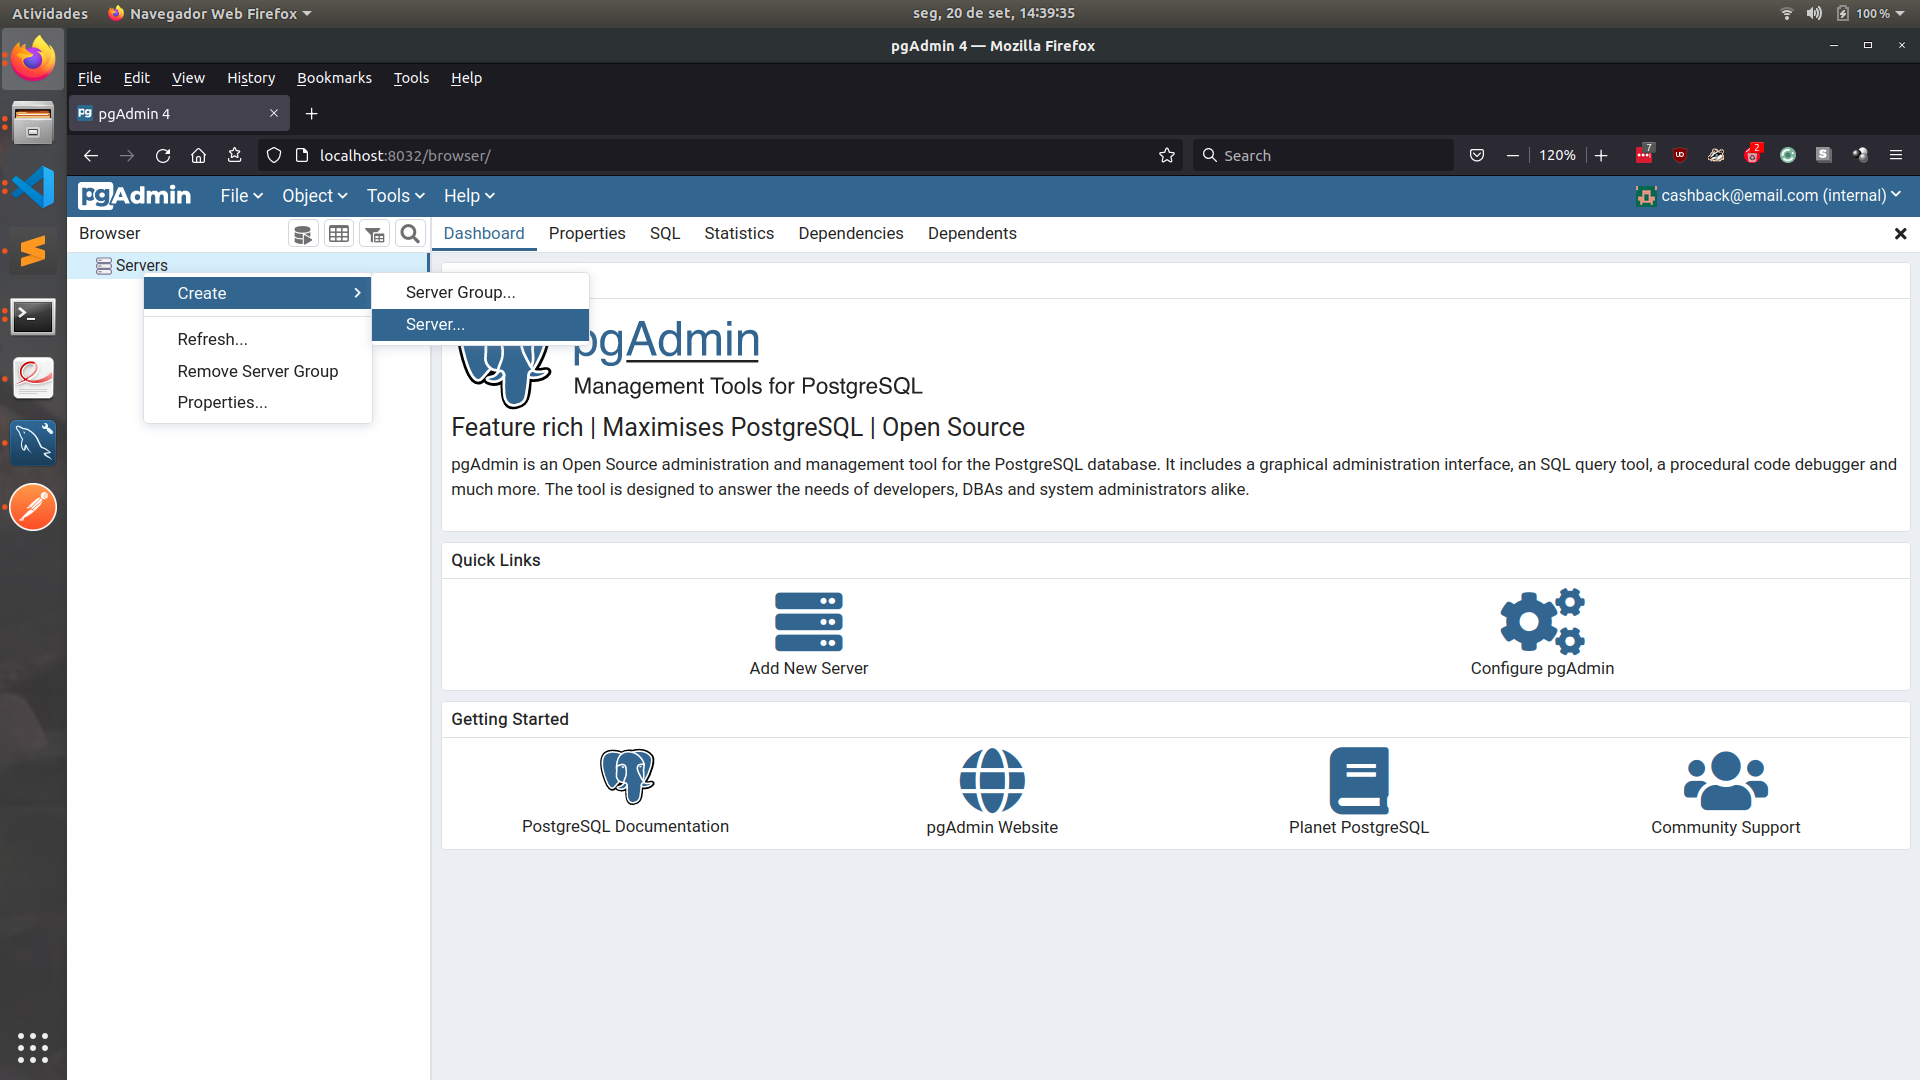 Atividades Navegador Web Firefox seg, 20 de set, 14:39:35 100 %
pgAdmin 4 — Mozilla Firefox
File Edit View History Bookmarks Tools Help
pg pgAdmin 4
localhost:8032/browser/ Search 120% 7 2 S
pgAdmin File Object Tools Help cashback@email.com (internal)
Browser Dashboard Properties SQL Statistics Dependencies Dependents
Servers
Create
Refresh...
Remove Server Group
Properties...
Server Group...
Server...
pgAdmin
Management Tools for PostgreSQL
Feature rich | Maximises PostgreSQL | Open Source
pgAdmin is an Open Source administration and management tool for the PostgreSQL database. It includes a graphical administration interface, an SQL query tool, a procedural code debugger and
much more. The tool is designed to answer the needs of developers, DBAs and system administrators alike.
Quick Links
Add New Server Configure pgAdmin
Getting Started
PostgreSQL Documentation pgAdmin Website Planet PostgreSQL Community Support